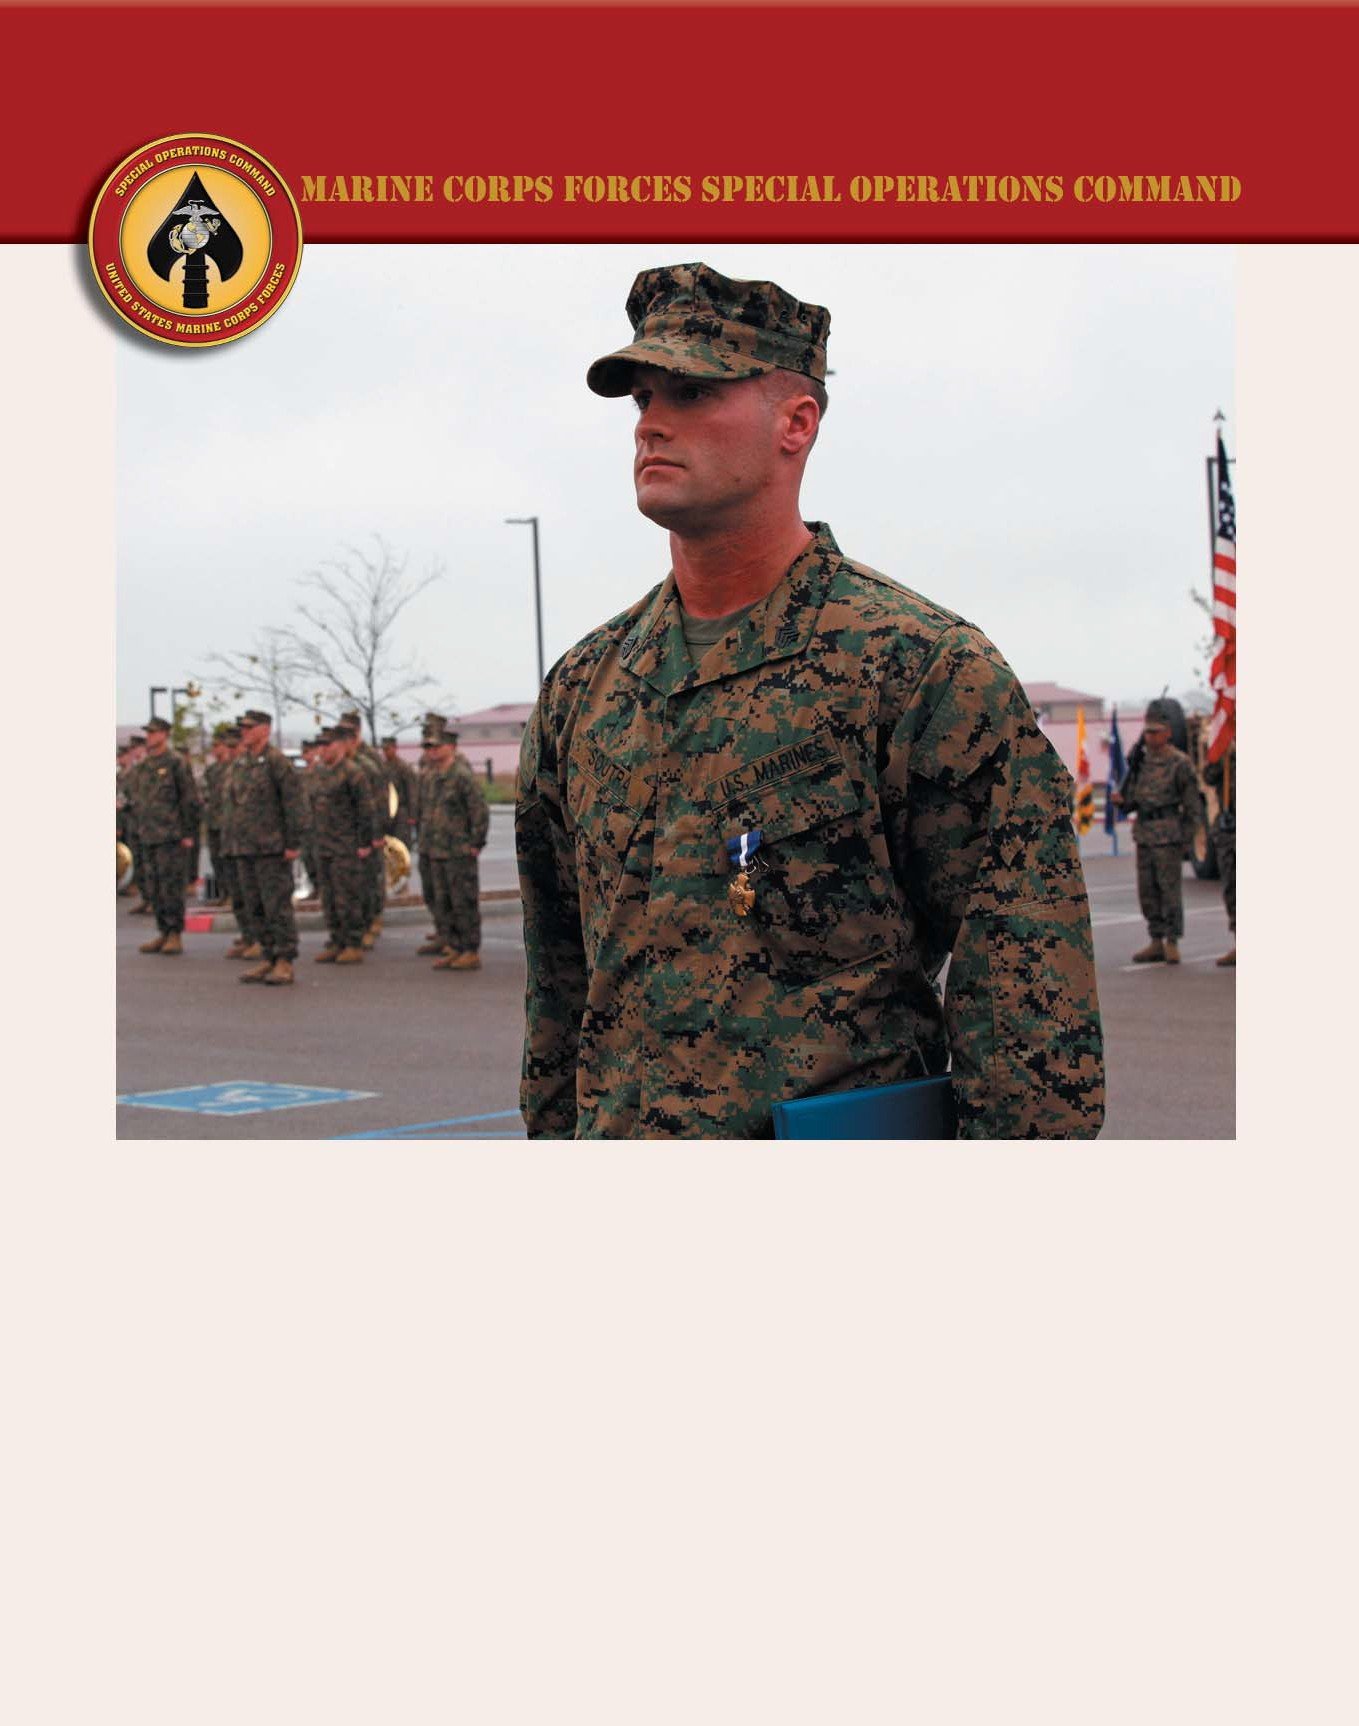 SPECIAL OPERATIONS COMMAND
MARINE CORPS FORCES SPECIAL OPERATIONS COMMAND
UNITED STATES MARINE CORPS FORCES
U.S. MARINES